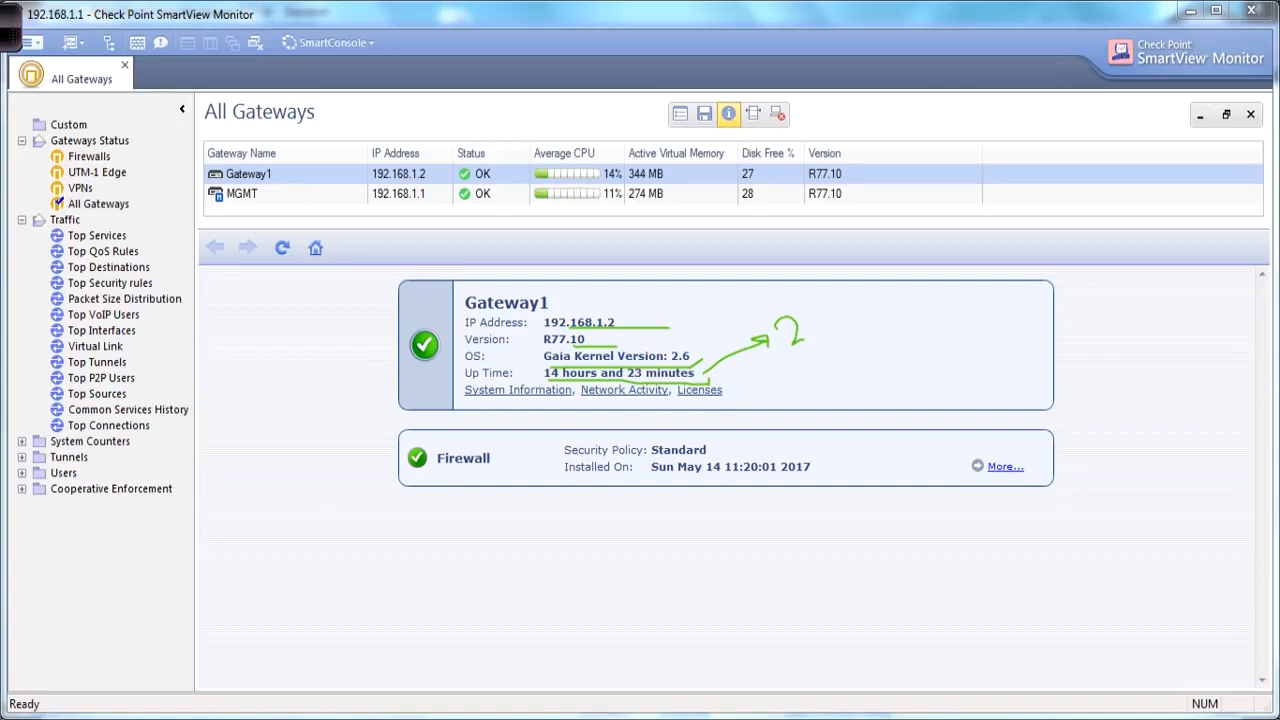 192.168.1.1 - Check Point SmartView Monitor
SmartConsole
Check Point
SmartView Monitor
All Gateways
Custom
Gateways Status
Firewalls
UTM-1 Edge
VPNs
All Gateways
Traffic
Top Services
Top QoS Rules
Top Destinations
Top Security rules
Packet Size Distribution
Top VoIP Users
Top Interfaces
Virtual Link
Top Tunnels
Top P2P Users
Top Sources
Common Services History
Top Connections
System Counters
Tunnels
Users
Cooperative Enforcement
All Gateways
Gateway Name IP Address Status Average CPU Active Virtual Memory Disk Free % Version
Gateway1 192.168.1.2 OK 14% 344 MB 27 R77.10
MGMT 192.168.1.1 OK 11% 274 MB 28 R77.10
Gateway1
IP Address: 192.168.1.2
Version: R77.10
OS: Gaia Kernel Version: 2.6
Up Time: 14 hours and 23 minutes
System Information, Network Activity, Licenses
2
Firewall
Security Policy: Standard
Installed On: Sun May 14 11:20:01 2017
More...
Ready NUM